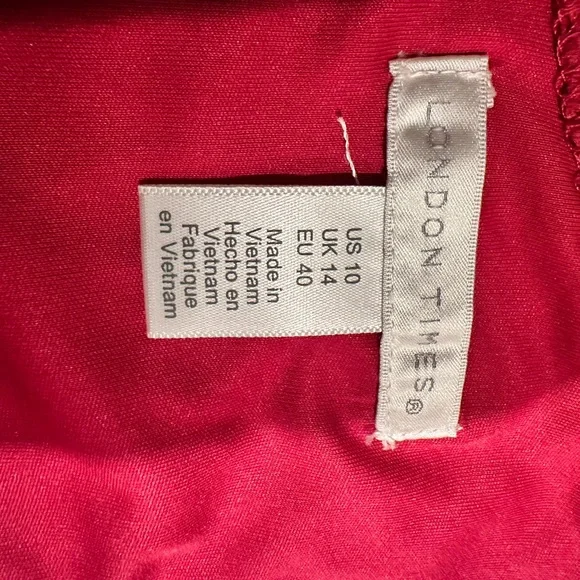 LONDON TIMES®
US 10
UK 14
EU 40
Made in
Vietnam
Hecho en
Vietnam
Fabrique
en Vietnam